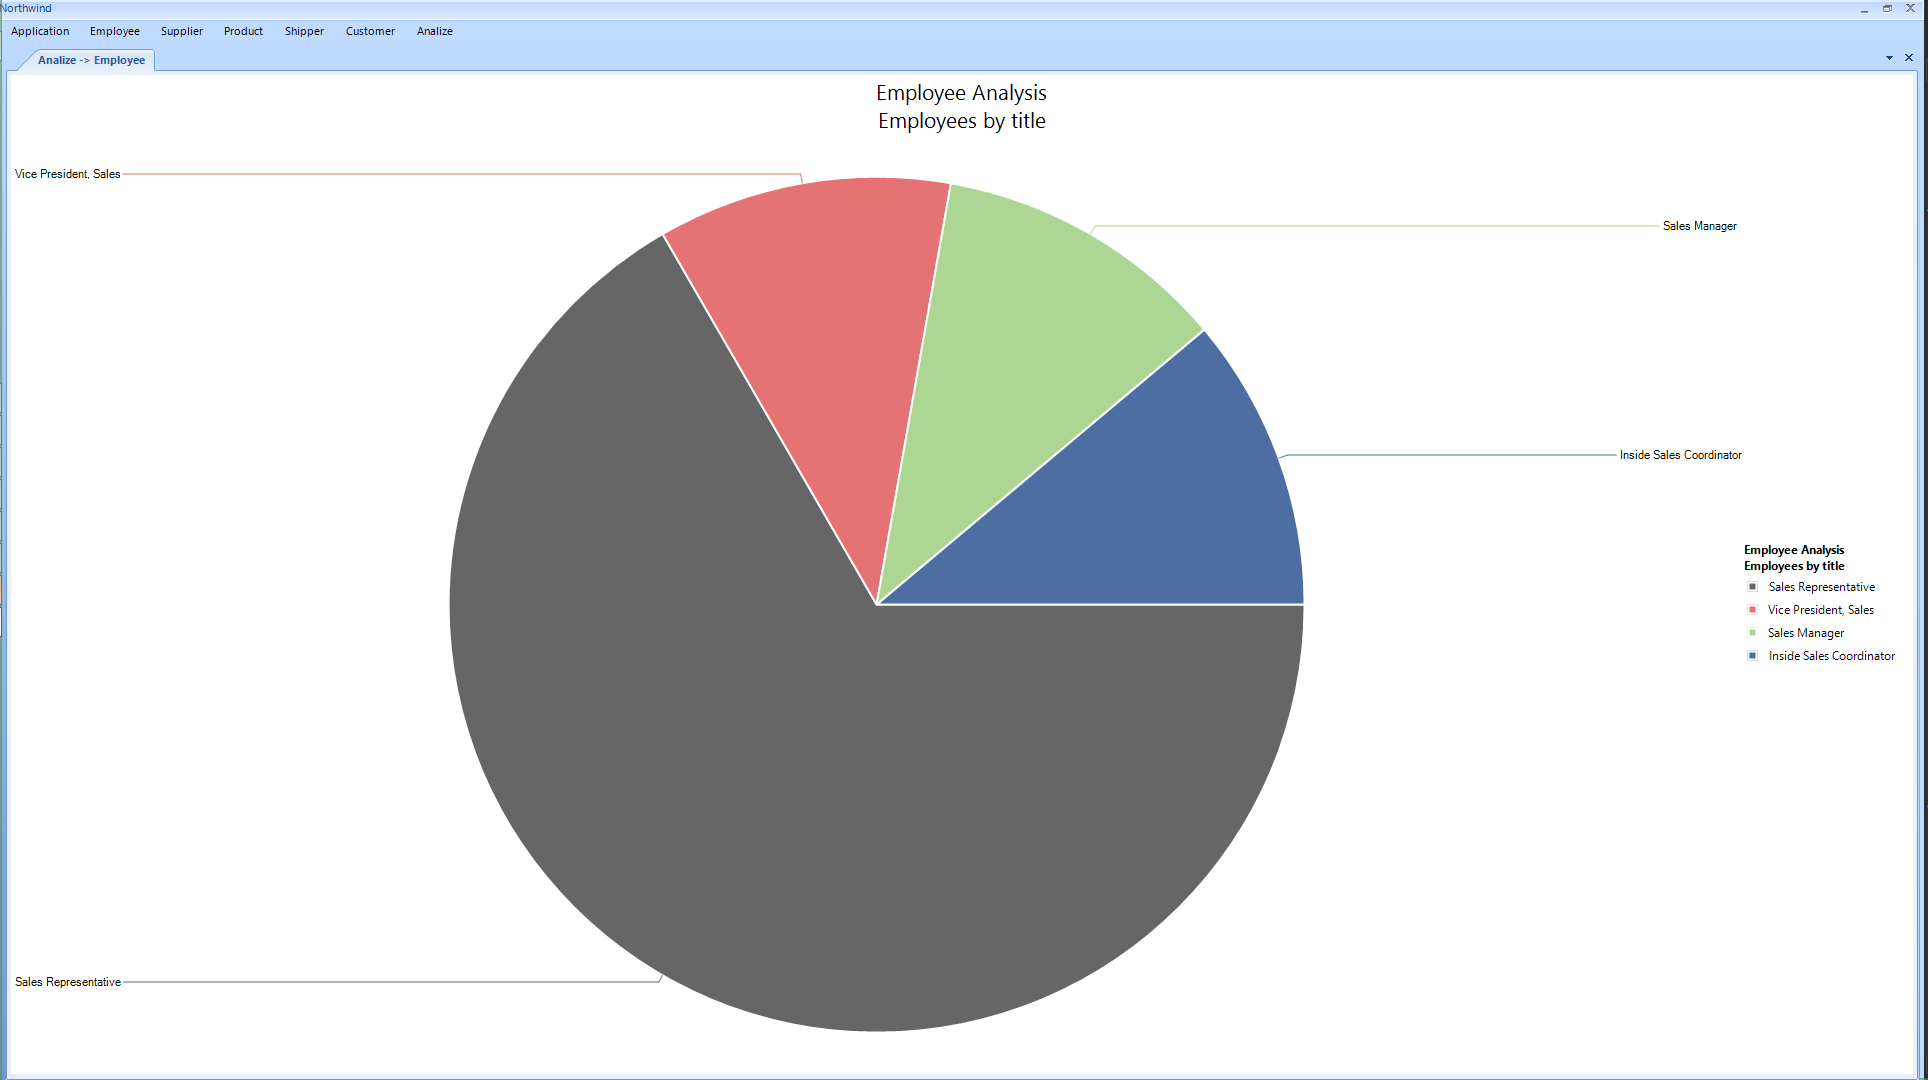 Northwind
Application Employee Supplier Product Shipper Customer Analize
Analize -> Employee
Employee Analysis
Employees by title
Vice President, Sales
Sales Manager
Inside Sales Coordinator
Employee Analysis
Employees by title
Sales Representative
Vice President, Sales
Sales Manager
Inside Sales Coordinator
Sales Representative